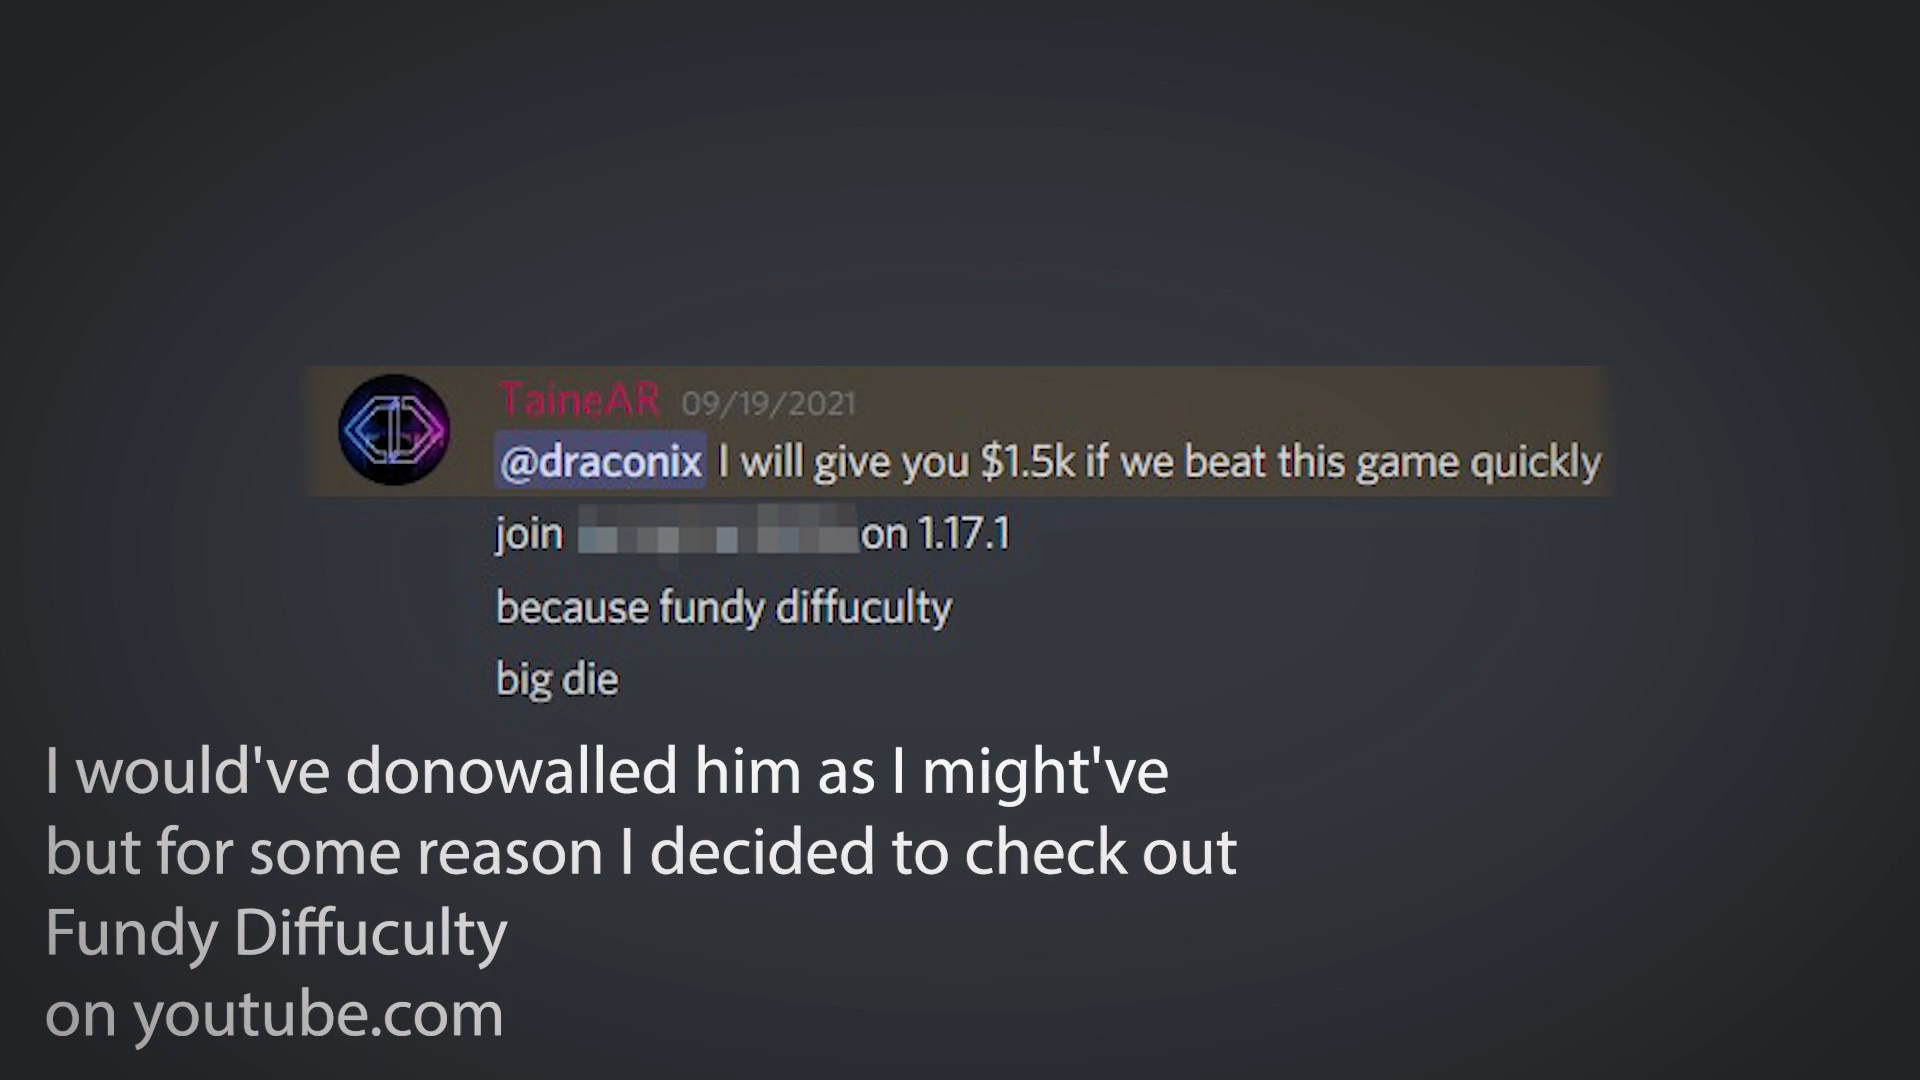 TaineAR 09/19/2021
@draconix I will give you $1.5k if we beat this game quickly
join on 1.17.1
because fundy diffuculty
big die
I would've donowalled him as I might've
but for some reason I decided to check out
Fundy Diffuculty
on youtube.com